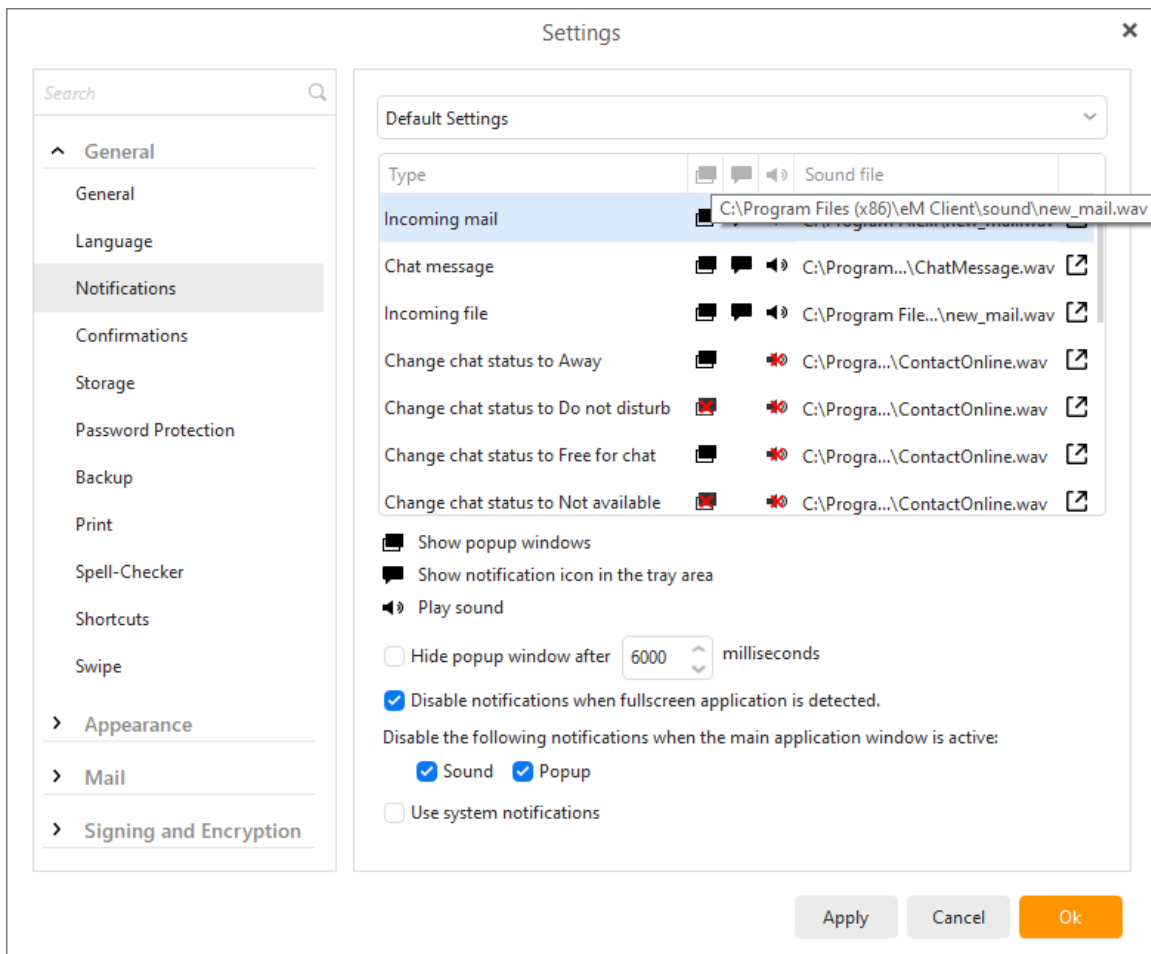 Settings
Search
General
General
Language
Notifications
Confirmations
Storage
Password Protection
Backup
Print
Spell-Checker
Shortcuts
Swipe
Appearance
Mail
Signing and Encryption
Default Settings
Type Sound file
C:\Program Files (x86)\eM Client\sound\new_mail.wav
Incoming mail C:\Program File...\new_mail.wav
Chat message C:\Program...\ChatMessage.wav
Incoming file C:\Program File...\new_mail.wav
Change chat status to Away C:\Progra...\ContactOnline.wav
Change chat status to Do not disturb C:\Progra...\ContactOnline.wav
Change chat status to Free for chat C:\Progra...\ContactOnline.wav
Change chat status to Not available C:\Progra...\ContactOnline.wav
Show popup windows
Show notification icon in the tray area
Play sound
Hide popup window after 6000 milliseconds
Disable notifications when fullscreen application is detected.
Disable the following notifications when the main application window is active:
Sound Popup
Use system notifications
Apply Cancel Ok